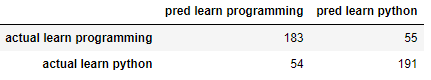 pred learn programming pred learn python
actual learn programming 183 55
actual learn python 54 191